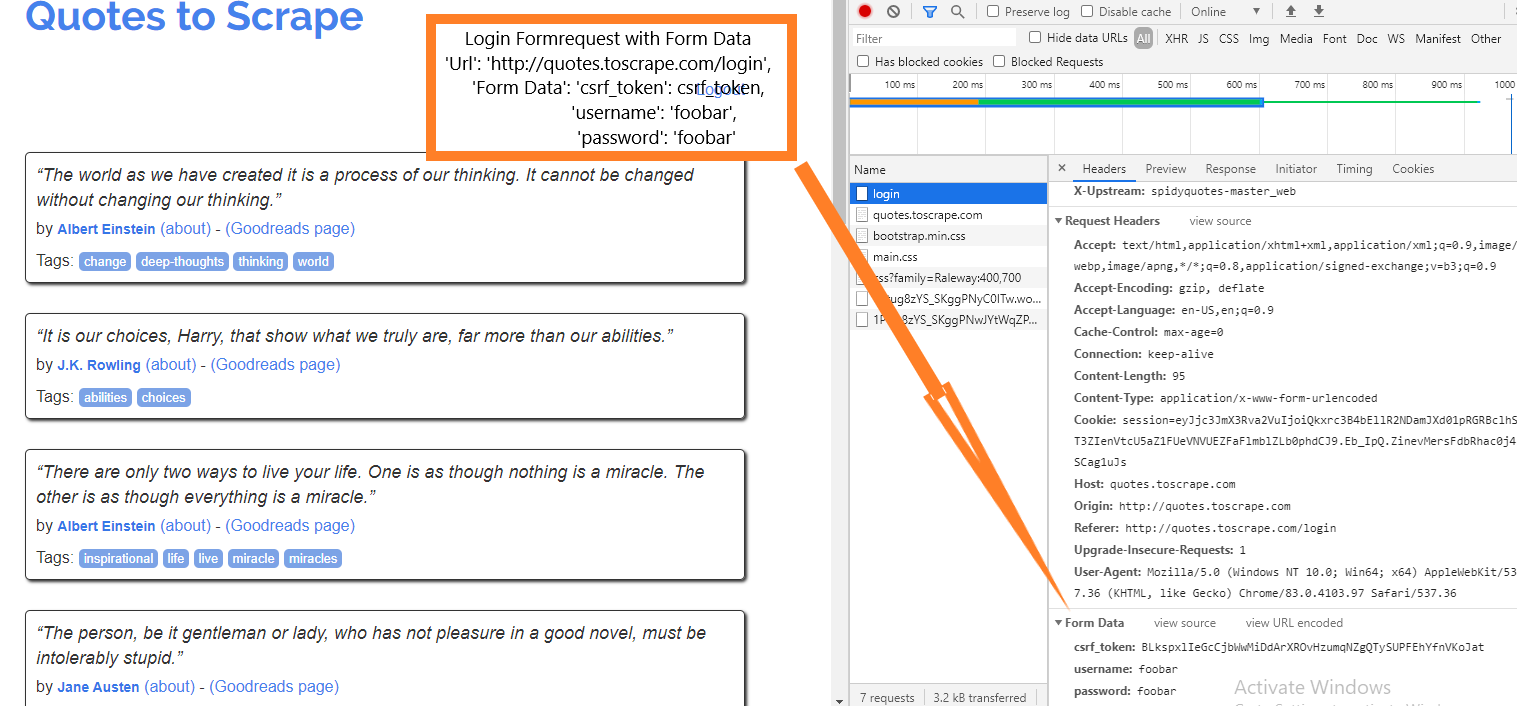 Quotes to Scrape
Login Formrequest with Form Data
'Url': 'http://quotes.toscrape.com/login',
'Form Data': 'csrf_token': csrf_token,
'username': 'foobar',
'password': 'foobar'
Logout
“The world as we have created it is a process of our thinking. It cannot be changed
without changing our thinking.”
by Albert Einstein (about) - (Goodreads page)
Tags: change deep-thoughts thinking world
“It is our choices, Harry, that show what we truly are, far more than our abilities.”
by J.K. Rowling (about) - (Goodreads page)
Tags: abilities choices
“There are only two ways to live your life. One is as though nothing is a miracle. The
other is as though everything is a miracle.”
by Albert Einstein (about) - (Goodreads page)
Tags: inspirational life live miracle miracles
“The person, be it gentleman or lady, who has not pleasure in a good novel, must be
intolerably stupid.”
by Jane Austen (about) - (Goodreads page)
Preserve log Disable cache Online
Filter Hide data URLs All XHR JS CSS Img Media Font Doc WS Manifest Other
Has blocked cookies Blocked Requests
100 ms 200 ms 300 ms 400 ms 500 ms 600 ms 700 ms 800 ms 900 ms 1000
Name
login
quotes.toscrape.com
bootstrap.min.css
main.css
css?family=Raleway:400,700
7 requests 3.2 kB transferred
Headers Preview Response Initiator Timing Cookies
X-Upstream: spidyquotes-master_web
Request Headers view source
Accept: text/html,application/xhtml+xml,application/xml;q=0.9,image/
webp,image/apng,*/*;q=0.8,application/signed-exchange;v=b3;q=0.9
Accept-Encoding: gzip, deflate
Accept-Language: en-US,en;q=0.9
Cache-Control: max-age=0
Connection: keep-alive
Content-Length: 95
Content-Type: application/x-www-form-urlencoded
Cookie:
Host: quotes.toscrape.com
Origin: http://quotes.toscrape.com
Referer: http://quotes.toscrape.com/login
Upgrade-Insecure-Requests: 1
User-Agent: Mozilla/5.0 (Windows NT 10.0; Win64; x64) AppleWebKit/53
7.36 (KHTML, like Gecko) Chrome/83.0.4103.97 Safari/537.36
Form Data view source view URL encoded
csrf_token: BLkspxlIeGcCjbWwMiDdArXROvHzumqNZgQTySUPFEhYfnVKoJat
username: foobar
password: foobar
Activate Windows